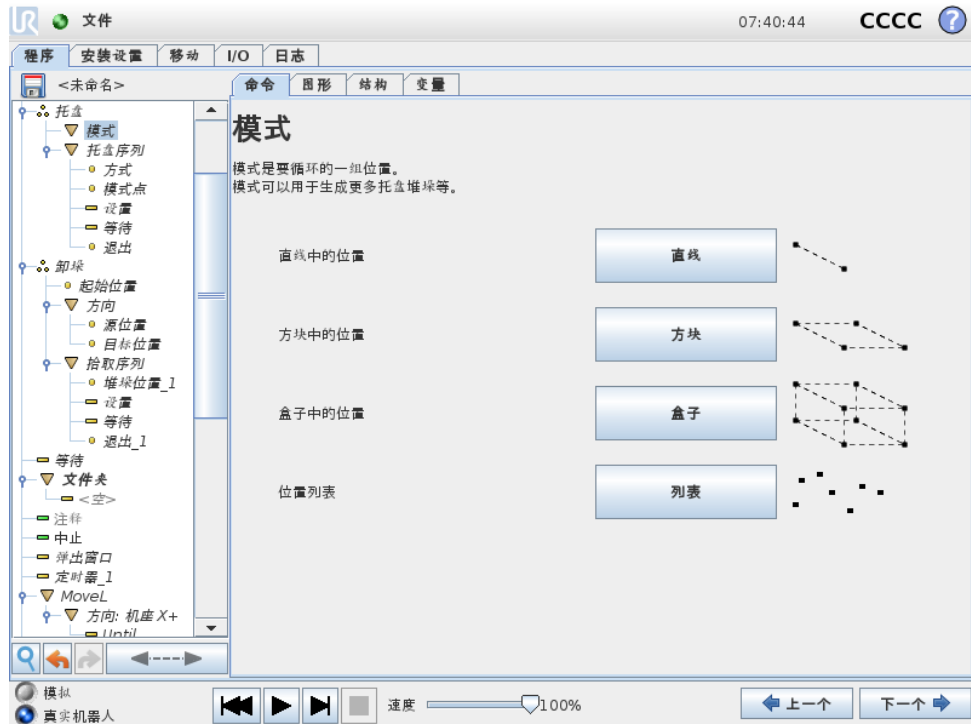 UR 文件 07:40:44 CCCC ?
程序 安装设置 移动 I/O 日志
<未命名>
命令 图形 结构 变量
托盘
模式
托盘序列
方式
模式点
设置
等待
退出
卸垛
起始位置
方向
源位置
目标位置
拾取序列
堆垛位置_1
设置
等待
退出_1
等待
文件夹
<空>
注释
中止
弹出窗口
定时器_1
MoveL
方向: 机座 X+
Until
模式
模式是要循环的一组位置。
模式可以用于生成更多托盘堆垛等。
直线中的位置 直线
方块中的位置 方块
盒子中的位置 盒子
位置列表 列表
模拟
真实机器人
速度 100%
上一个 下一个